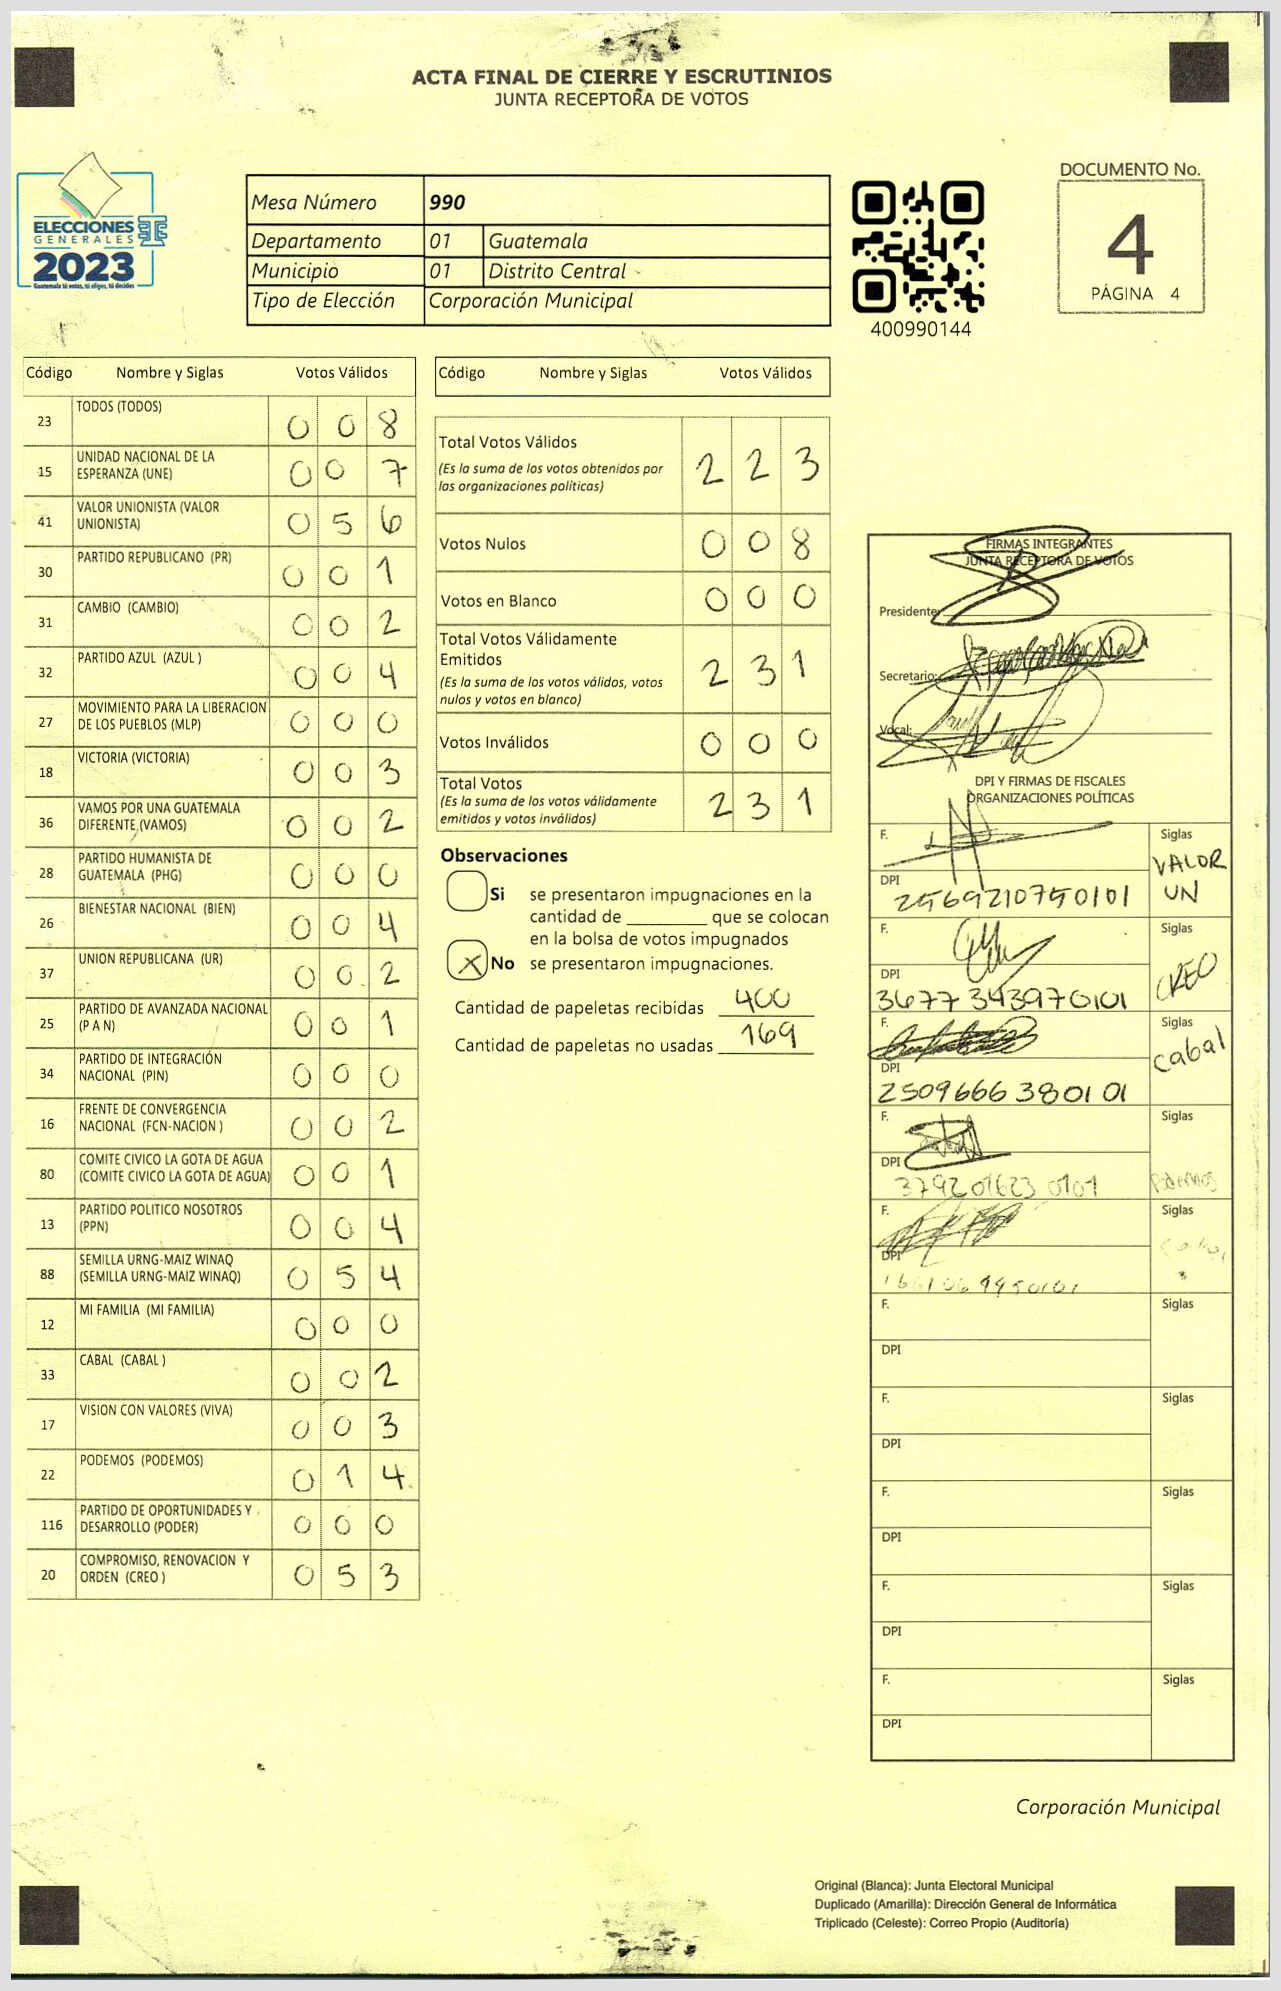 ACTA FINAL DE CIERRE Y ESCRUTINIOS
JUNTA RECEPTORA DE VOTOS
ELECCIONES
GENERALES
2023
Guatemala tú votas, tú eliges, tú decides
Mesa Número 990
Departamento 01 Guatemala
Municipio 01 Distrito Central
Tipo de Elección Corporación Municipal
400990144
DOCUMENTO No.
4
PÁGINA 4
Código Nombre y Siglas Votos Válidos
23 TODOS (TODOS) 0 0 8
15 UNIDAD NACIONAL DE LA
ESPERANZA (UNE) 0 0 7
41 VALOR UNIONISTA (VALOR
UNIONISTA) 0 5 6
30 PARTIDO REPUBLICANO (PR) 0 0 1
31 CAMBIO (CAMBIO) 0 0 2
32 PARTIDO AZUL (AZUL ) 0 0 4
27 MOVIMIENTO PARA LA LIBERACION
DE LOS PUEBLOS (MLP) 0 0 0
18 VICTORIA (VICTORIA) 0 0 3
36 VAMOS POR UNA GUATEMALA
DIFERENTE (VAMOS) 0 0 2
28 PARTIDO HUMANISTA DE
GUATEMALA (PHG) 0 0 0
26 BIENESTAR NACIONAL (BIEN) 0 0 4
37 UNION REPUBLICANA (UR) 0 0 2
25 PARTIDO DE AVANZADA NACIONAL
(P A N) 0 0 1
34 PARTIDO DE INTEGRACIÓN
NACIONAL (PIN) 0 0 0
16 FRENTE DE CONVERGENCIA
NACIONAL (FCN-NACION ) 0 0 2
80 COMITE CIVICO LA GOTA DE AGUA
(COMITE CIVICO LA GOTA DE AGUA) 0 0 1
13 PARTIDO POLITICO NOSOTROS
(PPN) 0 0 4
88 SEMILLA URNG-MAIZ WINAQ
(SEMILLA URNG-MAIZ WINAQ) 0 5 4
12 MI FAMILIA (MI FAMILIA) 0 0 0
33 CABAL (CABAL ) 0 0 2
17 VISION CON VALORES (VIVA) 0 0 3
22 PODEMOS (PODEMOS) 0 1 4
116 PARTIDO DE OPORTUNIDADES Y
DESARROLLO (PODER) 0 0 0
20 COMPROMISO, RENOVACION Y
ORDEN (CREO ) 0 5 3
Código Nombre y Siglas Votos Válidos
Total Votos Válidos 2 2 3
(Es la suma de los votos obtenidos por
las organizaciones políticas)
Votos Nulos 0 0 8
Votos en Blanco 0 0 0
Total Votos Válidamente
Emitidos 2 3 1
(Es la suma de los votos válidos, votos
nulos y votos en blanco)
Votos Inválidos 0 0 0
Total Votos 2 3 1
(Es la suma de los votos válidamente
emitidos y votos inválidos)
Observaciones
Si se presentaron impugnaciones en la
cantidad de ________ que se colocan
en la bolsa de votos impugnados
X No se presentaron impugnaciones.
Cantidad de papeletas recibidas 400
Cantidad de papeletas no usadas 169
FIRMAS INTEGRANTES
JUNTA RECEPTORA DE VOTOS
Presidente:
Secretario:
Vocal:
DPI Y FIRMAS DE FISCALES
ORGANIZACIONES POLÍTICAS
F. Siglas
VALOR
UN
DPI
2569210750101
F. Siglas
CREO
DPI
3677 343970101
F. Siglas
Cabal
DPI
2509666380101
F. Siglas
Podemos
DPI
379201623 0101
F. Siglas
DPI
F. Siglas
DPI
F. Siglas
DPI
F. Siglas
DPI
F. Siglas
DPI
F. Siglas
DPI
Corporación Municipal
Original (Blanca): Junta Electoral Municipal
Duplicado (Amarilla): Dirección General de Informática
Triplicado (Celeste): Correo Propio (Auditoría)